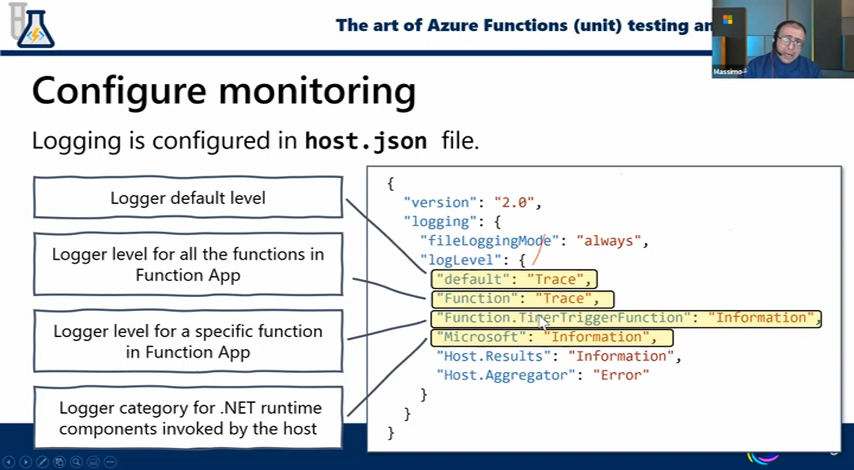 The art of Azure Functions (unit) testing an
Massimo
Configure monitoring
Logging is configured in host.json file.
Logger default level
Logger level for all the functions in
Function App
Logger level for a specific function
in Function App
Logger category for .NET runtime
components invoked by the host
{
"version": "2.0",
"logging": {
"fileLoggingMode": "always",
"logLevel": {
"default": "Trace",
"Function": "Trace",
"Function.TimerTriggerFunction": "Information",
"Microsoft": "Information",
"Host.Results": "Information",
"Host.Aggregator": "Error"
}
}
}